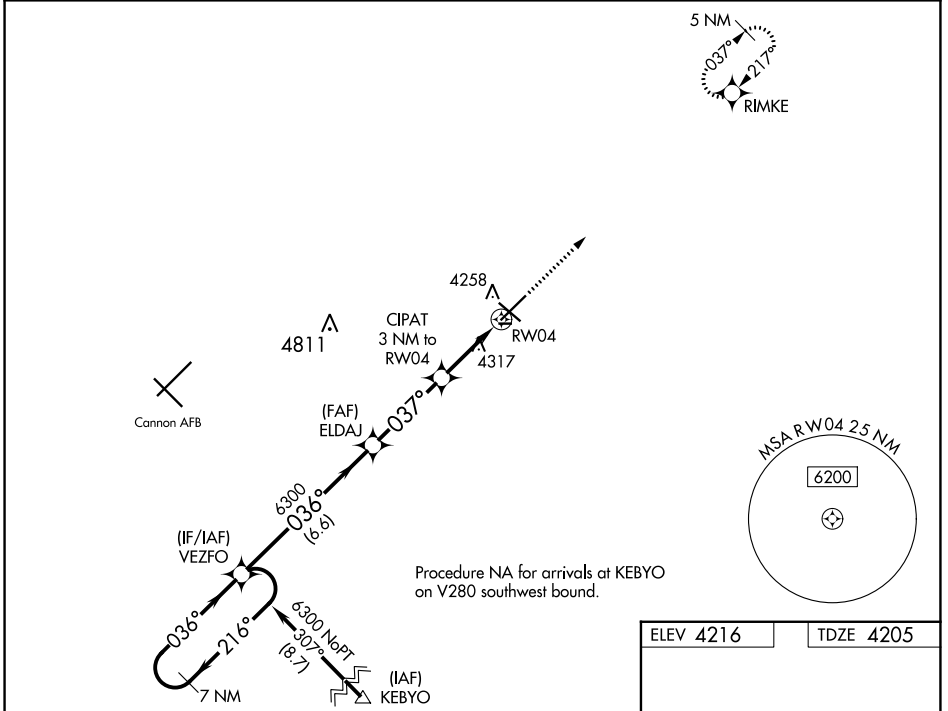 5 NM
037°
217°
RIMKE
4258
CIPAT
3 NM to
RW04
RW04
4811
4317
Cannon AFB
(FAF)
ELDAJ
037°
6300
036°
(6.6)
(IF/IAF)
VEZFO
036°
216°
7 NM
6300 NoPT
307°
(8.7)
(IAF)
KEBYO
Procedure NA for arrivals at KEBYO
on V280 southwest bound.
MSA RW04 25 NM
6200
ELEV 4216
TDZE 4205